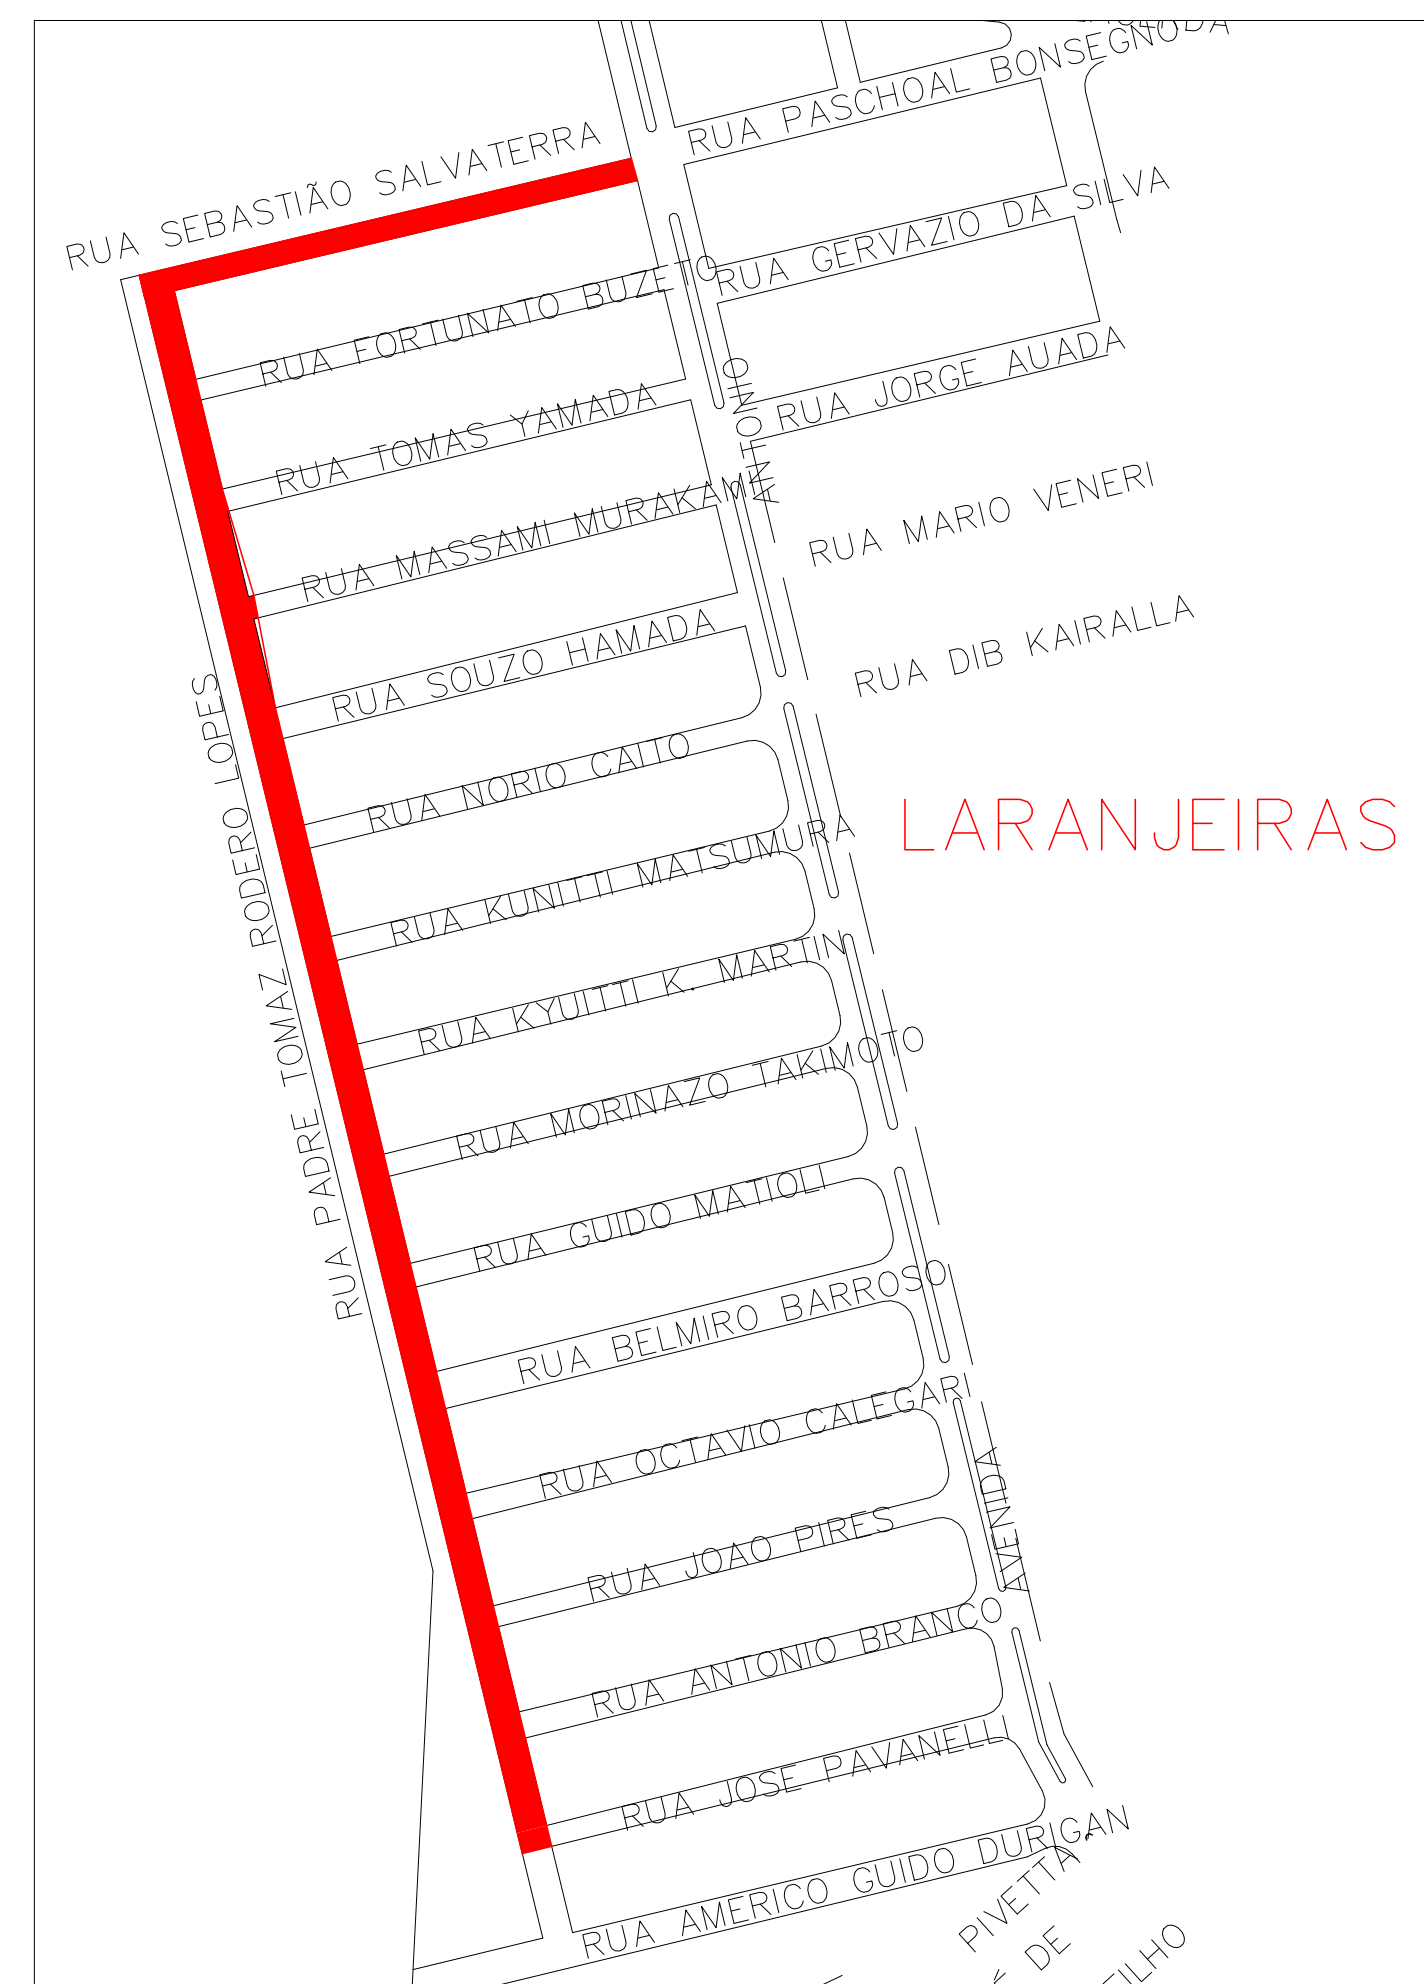 RUA PASCHOAL BONSEGNO
RUA SEBASTIÃO SALVATERRA
RUA GERVAZIO DA SILVA
RUA FORTUNATO BUZETO
RUA JORGE AUADA
RUA TOMAS YAMADA
ANTONIO
RUA MARIO VENERI
RUA MASSAMI MURAKAMI
RUA DIB KAIRALLA
RUA SOUZO HAMADA
RUA NORIO CAITO
LARANJEIRAS
RUA KUNITTI MATSUMURA
RUA PADRE TOMAZ RODERO LOPES
RUA KYUITTI K. MARTIN
RUA MORINAZO TAKIMOTO
RUA GUIDO MATIOLI
RUA BELMIRO BARROSO
RUA OCTAVIO CALEGARI
AVENIDA
RUA JOAO PIRES
RUA ANTONIO BRANCO
RUA JOSE PAVANELLI
RUA AMERICO GUIDO DURIGAN
PIVETTA
DE
FILHO